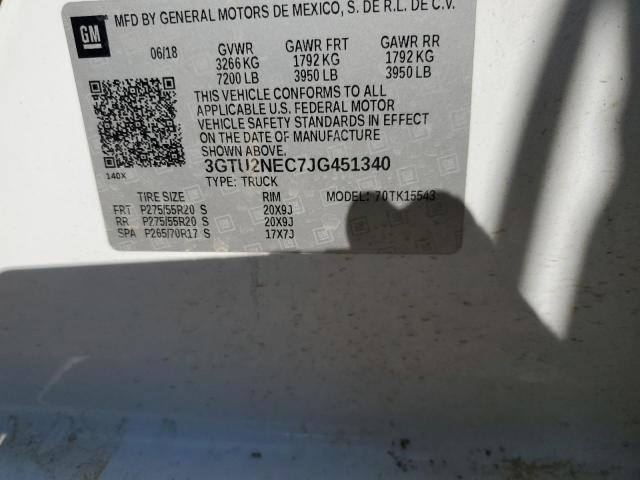 GM
MFD BY GENERAL MOTORS DE MEXICO, S. DE R.L. DE C.V.
06/18 GVWR GAWR FRT GAWR RR
3266 KG 1792 KG 1792 KG
7200 LB 3950 LB 3950 LB
THIS VEHICLE CONFORMS TO ALL
APPLICABLE U.S. FEDERAL MOTOR
VEHICLE SAFETY STANDARDS IN EFFECT
ON THE DATE OF MANUFACTURE
SHOWN ABOVE.
140X
3GTU2NEC7JG451340
TYPE: TRUCK
TIRE SIZE RIM MODEL: 70TK15543
FRT P275/55R20 S 20X9J
RR P275/55R20 S 20X9J
SPA P265/70R17 S 17X7J